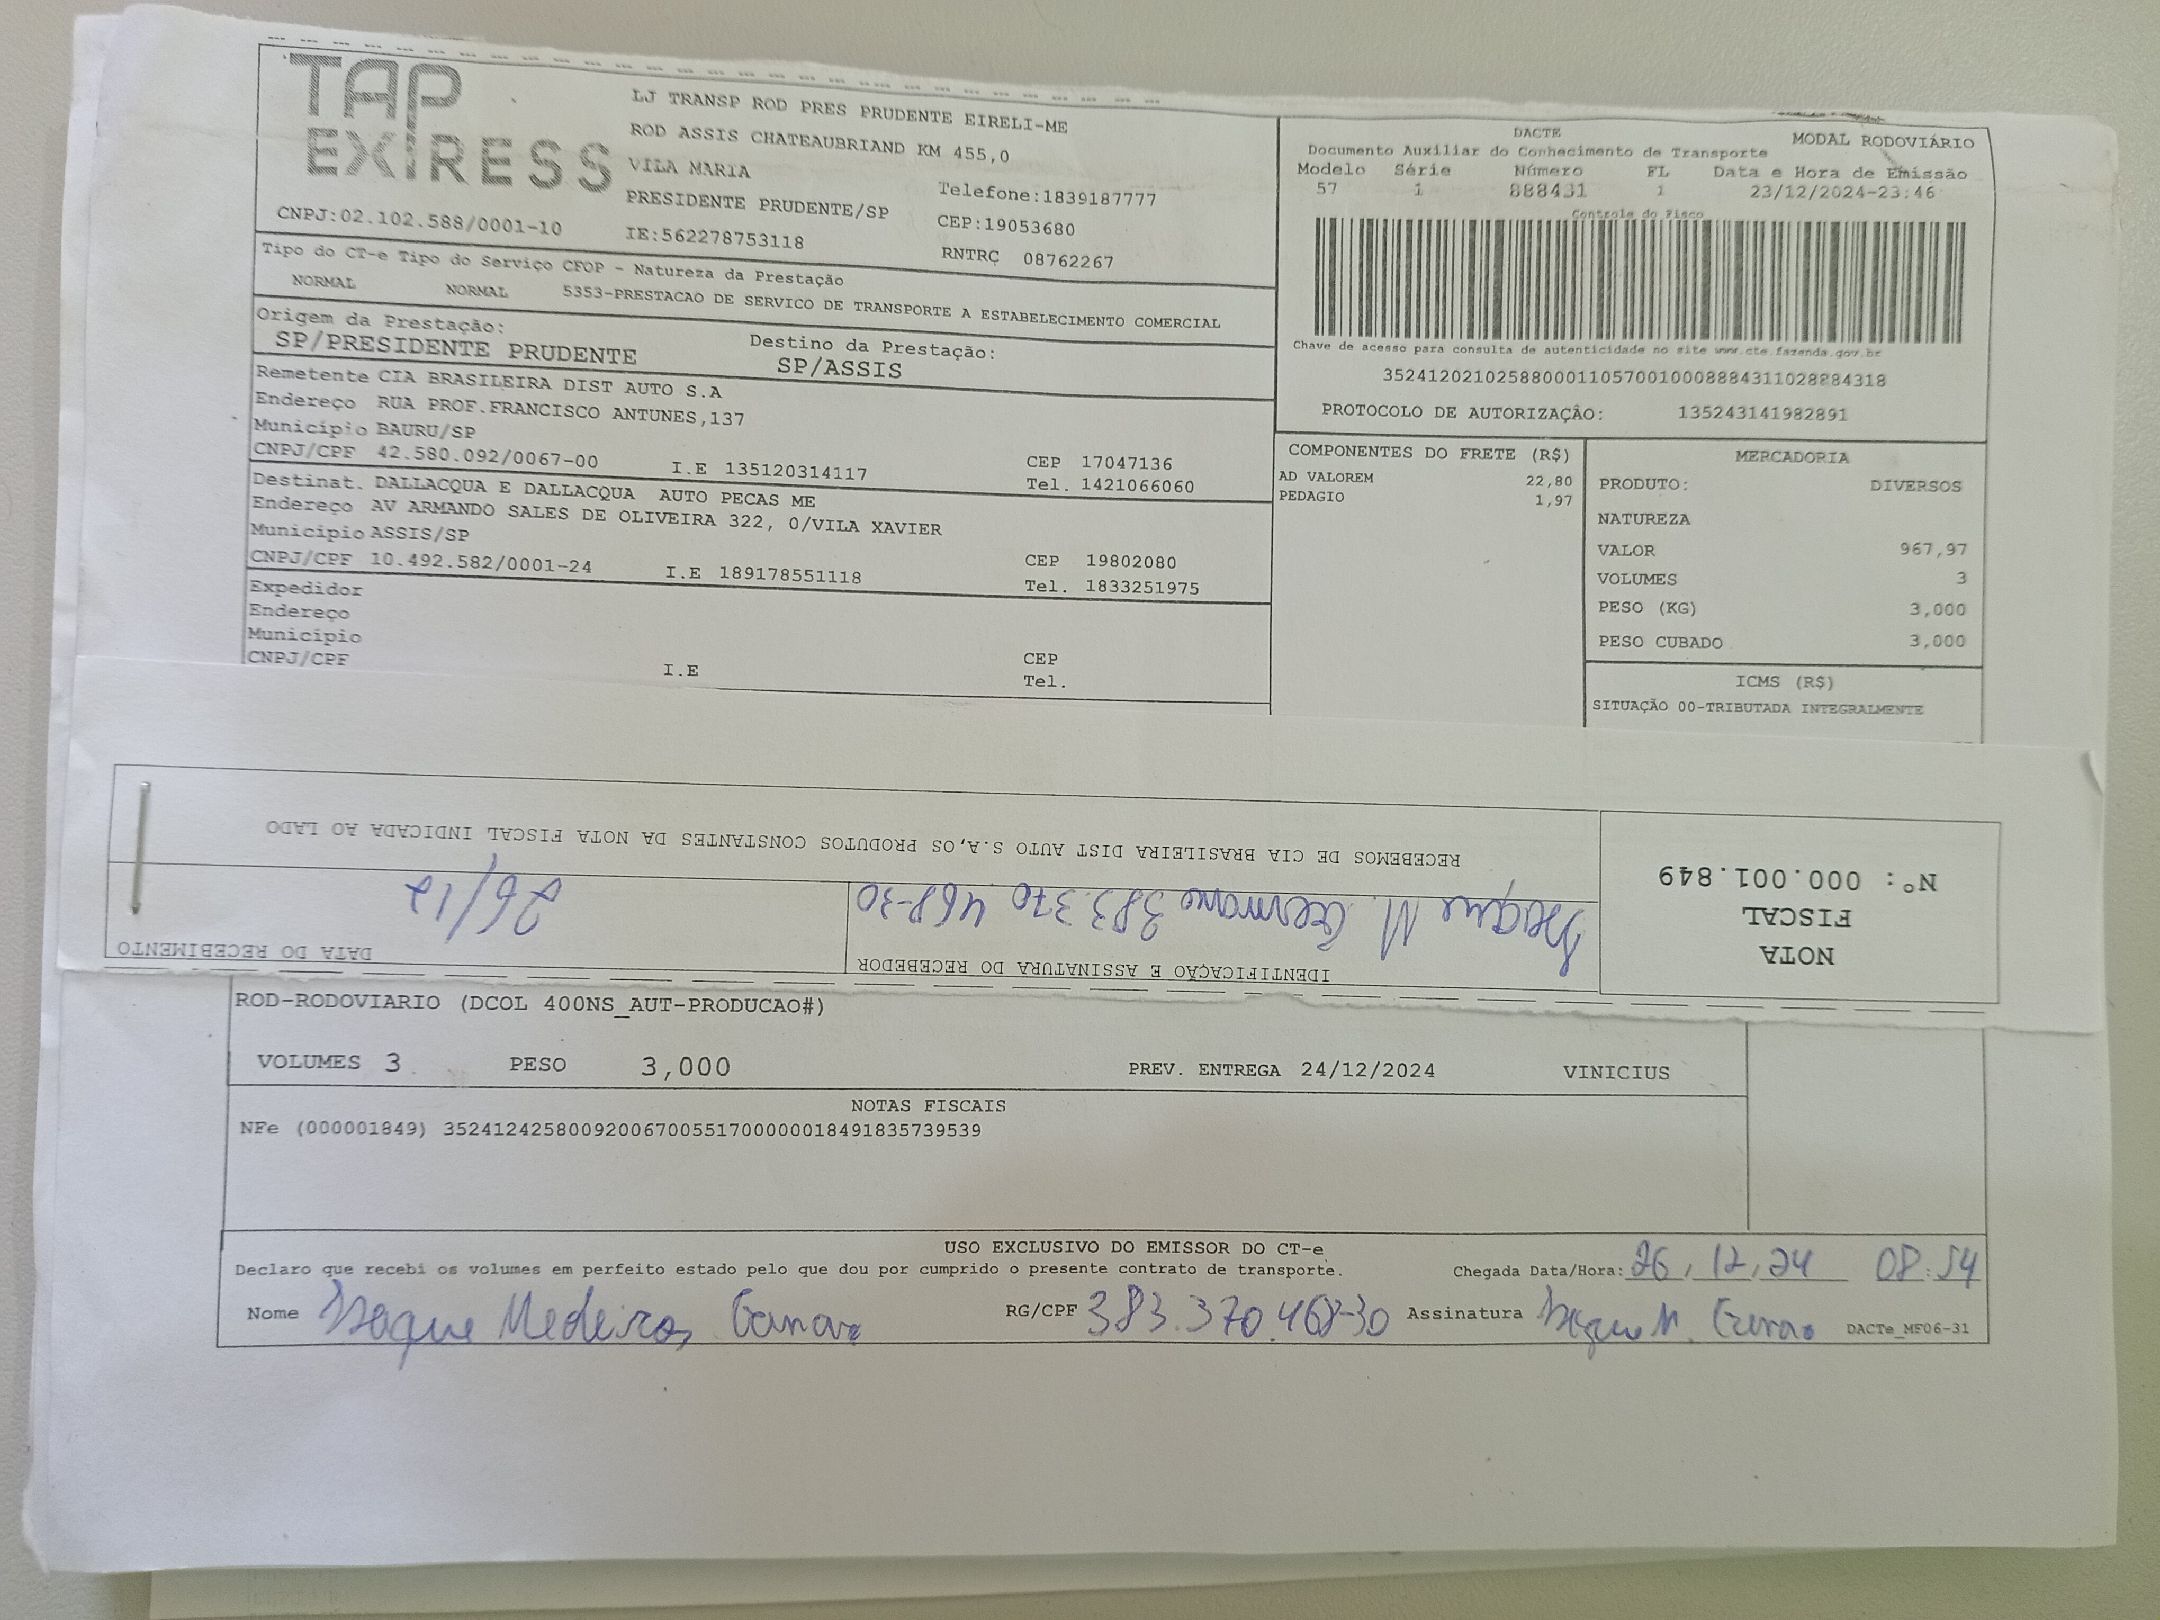 TAP
EXPRESS
LJ TRANSP ROD PRES PRUDENTE EIRELI-ME
ROD ASSIS CHATEAUBRIAND KM 455,0
VILA MARIA
PRESIDENTE PRUDENTE/SP
Telefone:1839187777
CEP:19053680
CNPJ:02.102.588/0001-10
IE:562278753118
RNTRC 08762267
DACTE
MODAL RODOVIÁRIO
Documento Auxiliar do Conhecimento de Transporte
Modelo Série Número FL Data e Hora de Emissão
57 1 888431 1 23/12/2024-23:46
Controle do Fisco
Chave de acesso para consulta de autenticidade no site www.cte.fazenda.gov.br
35241202102588000110570010008884311028884318
PROTOCOLO DE AUTORIZAÇÃO: 135243141982891
Tipo do CT-e Tipo do Serviço CFOP - Natureza da Prestação
NORMAL NORMAL 5353-PRESTACAO DE SERVICO DE TRANSPORTE A ESTABELECIMENTO COMERCIAL
Origem da Prestação: Destino da Prestação:
SP/PRESIDENTE PRUDENTE SP/ASSIS
Remetente CIA BRASILEIRA DIST AUTO S.A
Endereço RUA PROF.FRANCISCO ANTUNES,137
Município BAURU/SP CEP 17047136
CNPJ/CPF 42.580.092/0067-00 I.E 135120314117 Tel. 1421066060
Destinat. DALLACQUA E DALLACQUA AUTO PECAS ME
Endereço AV ARMANDO SALES DE OLIVEIRA 322, 0/VILA XAVIER
Município ASSIS/SP CEP 19802080
CNPJ/CPF 10.492.582/0001-24 I.E 189178551118 Tel. 1833251975
Expedidor
Endereço
Município CEP
CNPJ/CPF I.E Tel.
COMPONENTES DO FRETE (R$)
AD VALOREM 22,80
PEDAGIO 1,97
MERCADORIA
PRODUTO: DIVERSOS
NATUREZA
VALOR 967,97
VOLUMES 3
PESO (KG) 3,000
PESO CUBADO 3,000
ICMS (R$)
SITUAÇÃO 00-TRIBUTADA INTEGRALMENTE
RECEBEMOS DE CIA BRASILEIRA DIST AUTO S.A,OS PRODUTOS CONSTANTES DA NOTA FISCAL INDICADA AO LADO
NOTA
FISCAL
Nº: 000.001.849
DATA DO RECEBIMENTO
26/12
IDENTIFICAÇÃO E ASSINATURA DO RECEBEDOR
M. 383.370.468-30
ROD-RODOVIARIO (DCOL 400NS_AUT-PRODUCAO#)
VOLUMES 3 PESO 3,000 PREV. ENTREGA 24/12/2024 VINICIUS
NOTAS FISCAIS
NFe (000001849) 35241242580092006700551700000018491835739539
USO EXCLUSIVO DO EMISSOR DO CT-e
Declaro que recebi os volumes em perfeito estado pelo que dou por cumprido o presente contrato de transporte.
Chegada Data/Hora: 26,12,24 08:54
Nome Medeiros RG/CPF 383.370.468-30 Assinatura M.
DACTe_MF06-31